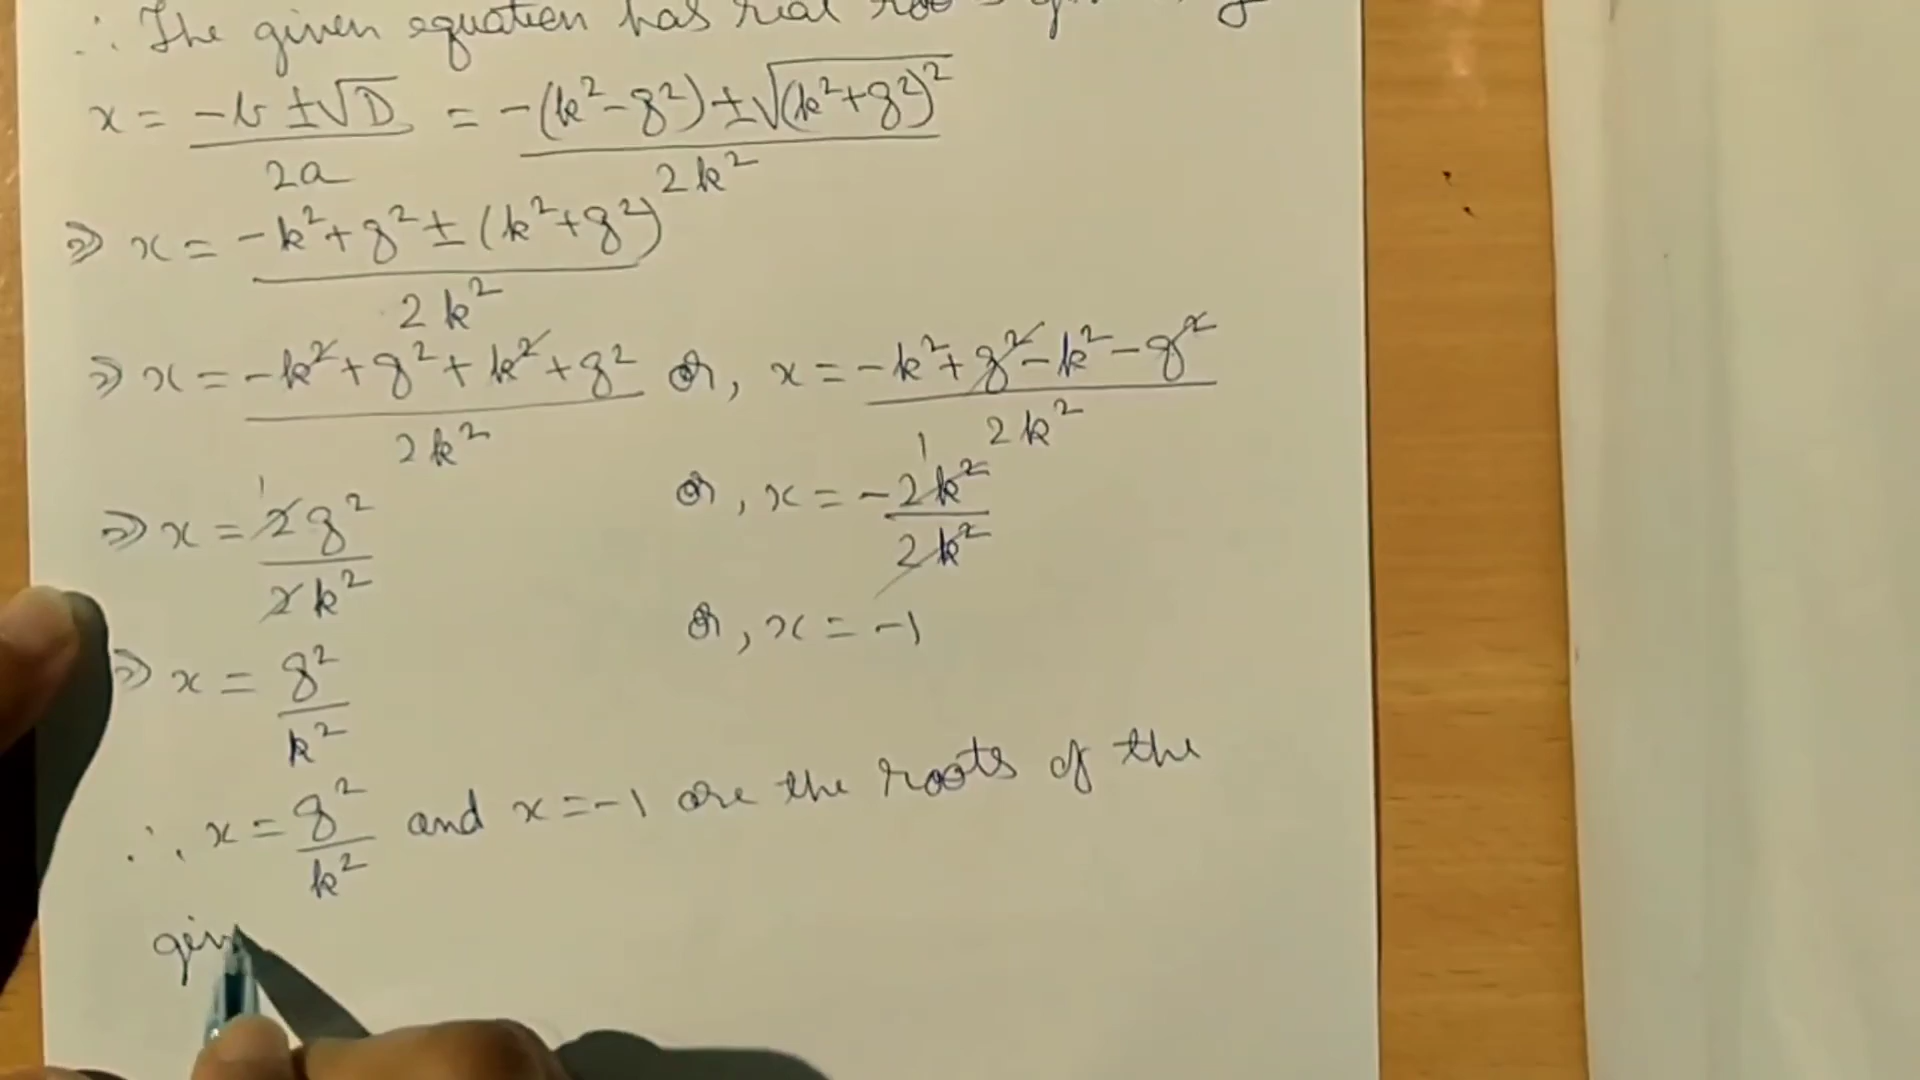 ∴ The given equation has real
x = -b ± √D / 2a = -(k² - g²) ± √(k² + g²)² / 2k²
⇒ x = -k² + g² ± (k² + g²) / 2k²
⇒ x = -k² + g² + k² + g² / 2k² or, x = -k² + g² - k² - g² / 2k²
⇒ x = 2g² / 2k² or, x = -2k² / 2k²
⇒ x = g² / k² or, x = -1
∴ x = g² / k² and x = -1 are the roots of the